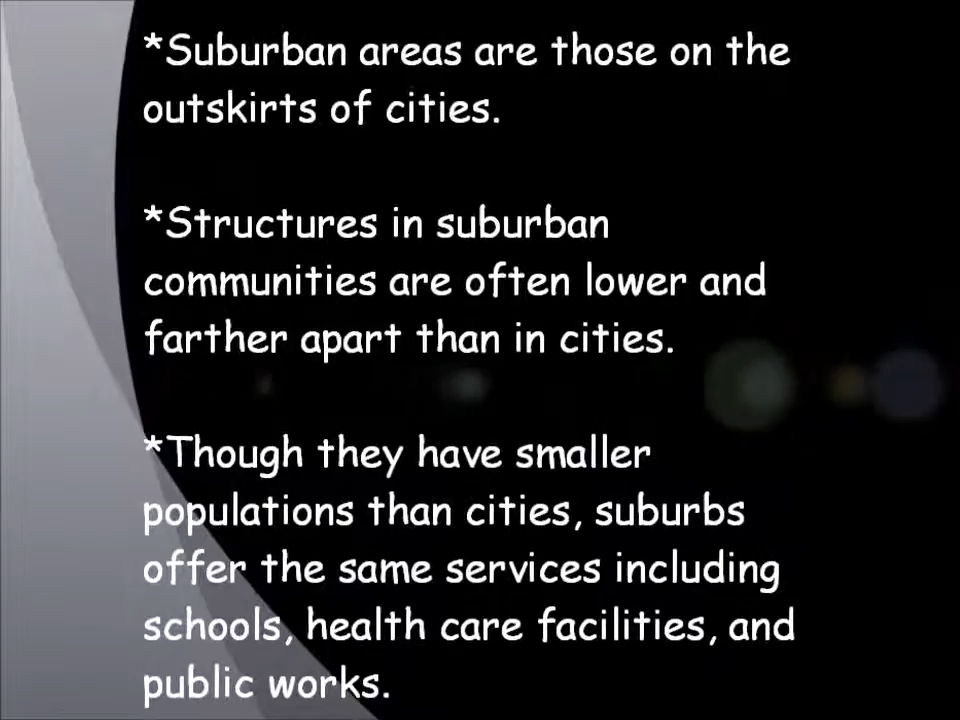 *Suburban areas are those on the
outskirts of cities.
*Structures in suburban
communities are often lower and
farther apart than in cities.
*Though they have smaller
populations than cities, suburbs
offer the same services including
schools, health care facilities, and
public works.